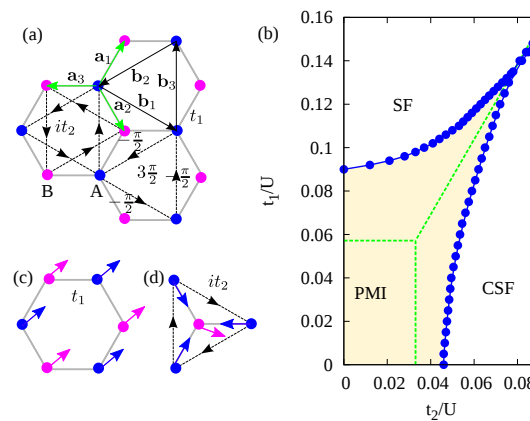 (a)
a₁
a₃
b₂
b₃
a₂
b₁
t₁
it₂
-π/2
B
A
3π/2
-π/2
-π/2
(c)
t₁
(d)
it₂
(b)
0.16
0.14
0.12
0.1
0.08
0.06
0.04
0.02
0
t₁/U
SF
PMI
CSF
0 0.02 0.04 0.06 0.08
t₂/U